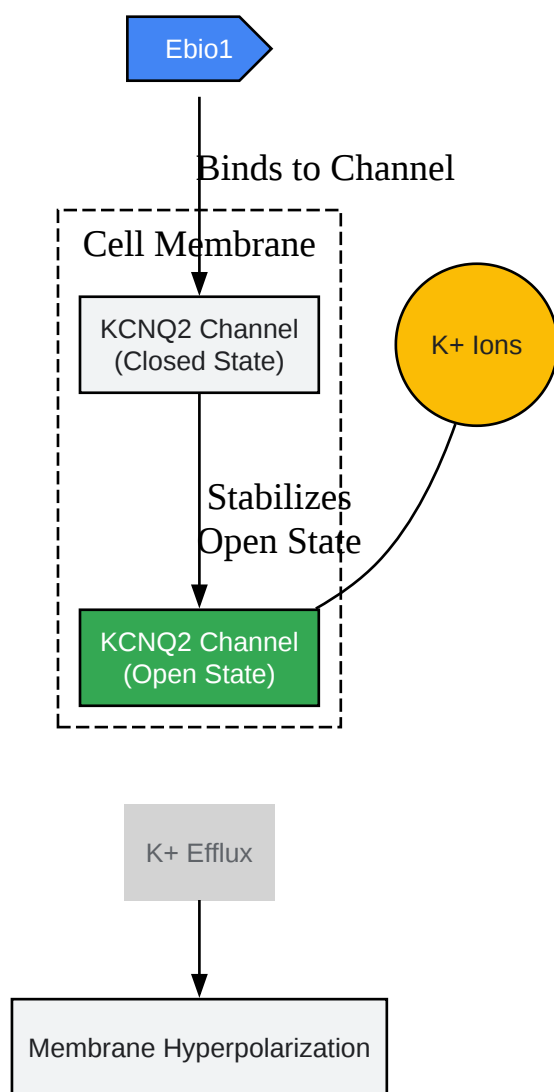 Ebio1
Binds to Channel
Cell Membrane
KCNQ2 Channel
(Closed State)
K+ Ions
Stabilizes
Open State
KCNQ2 Channel
(Open State)
K+ Efflux
Membrane Hyperpolarization